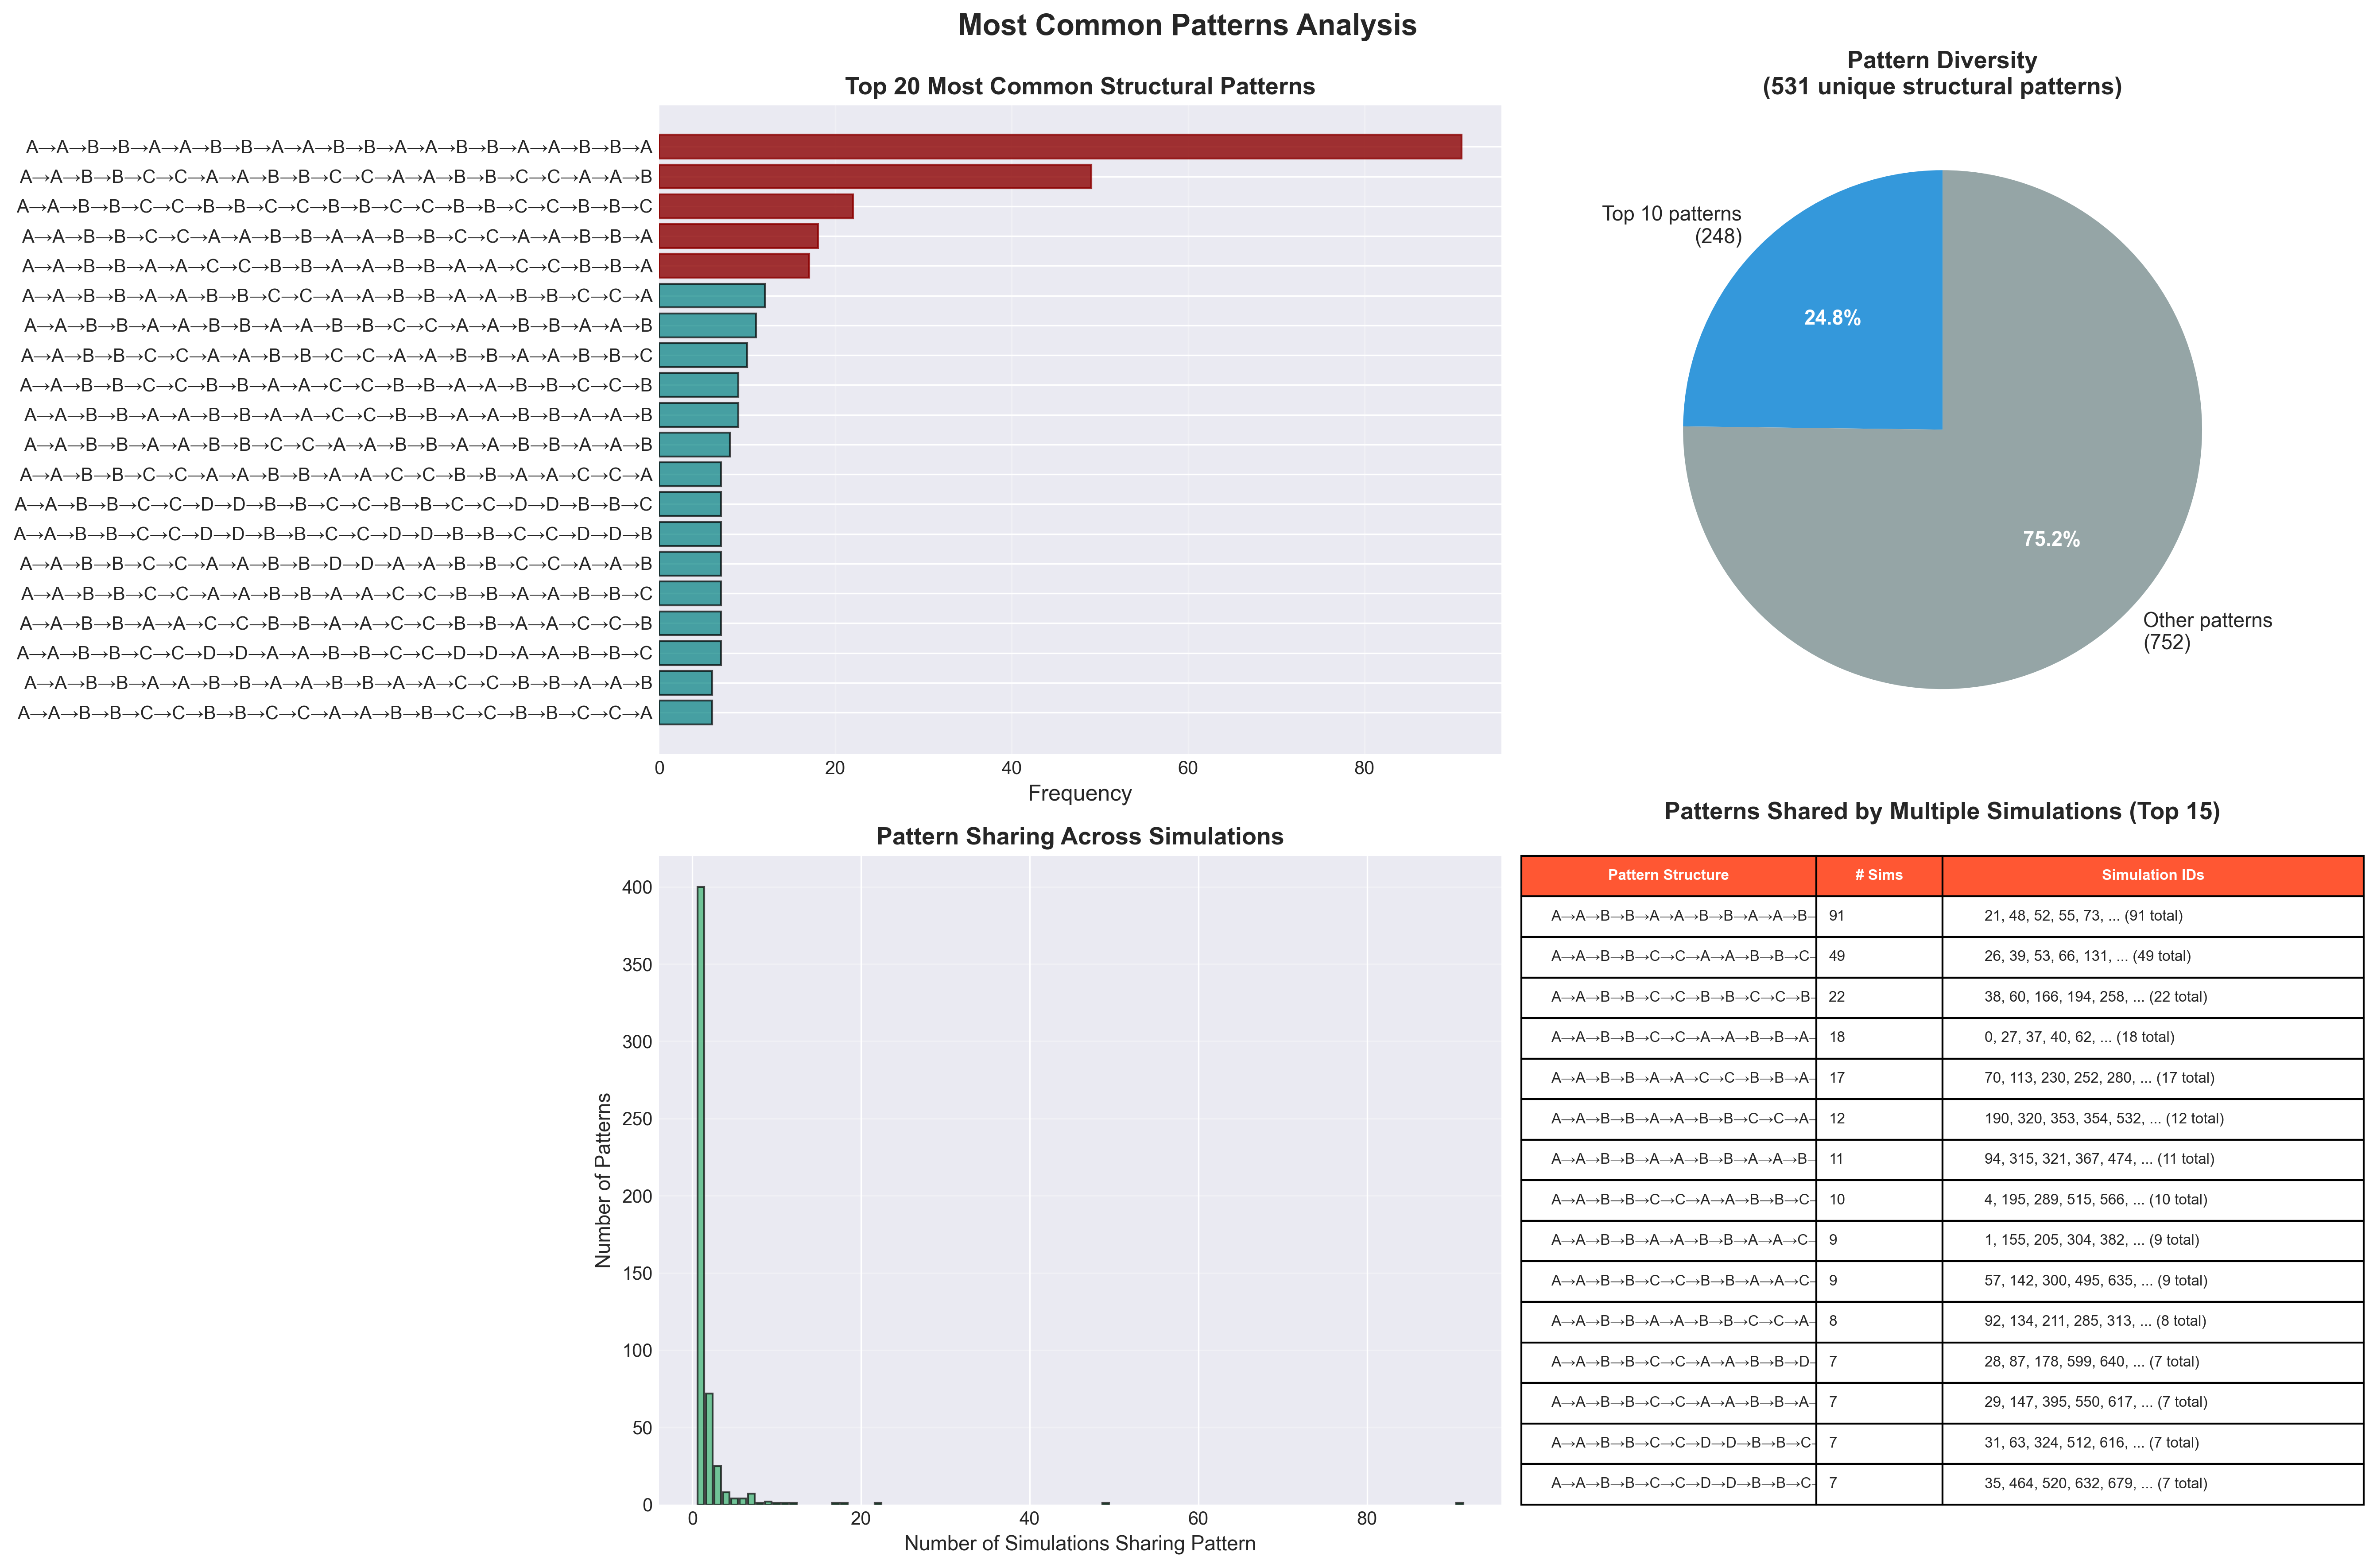 Most Common Patterns Analysis
Top 20 Most Common Structural Patterns
A→A→B→B→A→A→B→B→A→A→B→B→A→A→B→B→A→A→B→B→A
A→A→B→B→C→C→A→A→B→B→C→C→A→A→B→B→C→C→A→A→B
A→A→B→B→C→C→B→B→C→C→B→B→C→C→B→B→C→C→B→B→C
A→A→B→B→C→C→A→A→B→B→A→A→B→B→C→C→A→A→B→B→A
A→A→B→B→A→A→C→C→B→B→A→A→B→B→A→A→C→C→B→B→A
A→A→B→B→A→A→B→B→C→C→A→A→B→B→A→A→B→B→C→C→A
A→A→B→B→A→A→B→B→A→A→B→B→C→C→A→A→B→B→A→A→B
A→A→B→B→C→C→A→A→B→B→C→C→A→A→B→B→A→A→B→B→C
A→A→B→B→C→C→B→B→A→A→C→C→B→B→A→A→B→B→C→C→B
A→A→B→B→A→A→B→B→A→A→C→C→B→B→A→A→B→B→A→A→B
A→A→B→B→A→A→B→B→C→C→A→A→B→B→A→A→B→B→A→A→B
A→A→B→B→C→C→A→A→B→B→A→A→C→C→B→B→A→A→C→C→A
A→A→B→B→C→C→D→D→B→B→C→C→B→B→C→C→D→D→B→B→C
A→A→B→B→C→C→D→D→B→B→C→C→D→D→B→B→C→C→D→D→B
A→A→B→B→C→C→A→A→B→B→D→D→A→A→B→B→C→C→A→A→B
A→A→B→B→C→C→A→A→B→B→A→A→C→C→B→B→A→A→B→B→C
A→A→B→B→A→A→C→C→B→B→A→A→C→C→B→B→A→A→C→C→B
A→A→B→B→C→C→D→D→A→A→B→B→C→C→D→D→A→A→B→B→C
A→A→B→B→A→A→B→B→A→A→B→B→A→A→C→C→B→B→A→A→B
A→A→B→B→C→C→B→B→C→C→A→A→B→B→C→C→B→B→C→C→A
0 20 40 60 80
Frequency
Pattern Diversity
(531 unique structural patterns)
Top 10 patterns
(248)
24.8%
75.2%
Other patterns
(752)
Pattern Sharing Across Simulations
Number of Patterns
400
350
300
250
200
150
100
50
0
0 20 40 60 80
Number of Simulations Sharing Pattern
Patterns Shared by Multiple Simulations (Top 15)
Pattern Structure # Sims Simulation IDs
A→A→B→B→A→A→B→B→A→A→B- 91 21, 48, 52, 55, 73, ... (91 total)
A→A→B→B→C→C→A→A→B→B→C- 49 26, 39, 53, 66, 131, ... (49 total)
A→A→B→B→C→C→B→B→C→C→B- 22 38, 60, 166, 194, 258, ... (22 total)
A→A→B→B→C→C→A→A→B→B→A- 18 0, 27, 37, 40, 62, ... (18 total)
A→A→B→B→A→A→C→C→B→B→A- 17 70, 113, 230, 252, 280, ... (17 total)
A→A→B→B→A→A→B→B→C→C→A- 12 190, 320, 353, 354, 532, ... (12 total)
A→A→B→B→A→A→B→B→A→A→B- 11 94, 315, 321, 367, 474, ... (11 total)
A→A→B→B→C→C→A→A→B→B→C- 10 4, 195, 289, 515, 566, ... (10 total)
A→A→B→B→A→A→B→B→A→A→C- 9 1, 155, 205, 304, 382, ... (9 total)
A→A→B→B→C→C→B→B→A→A→C- 9 57, 142, 300, 495, 635, ... (9 total)
A→A→B→B→A→A→B→B→C→C→A- 8 92, 134, 211, 285, 313, ... (8 total)
A→A→B→B→C→C→A→A→B→B→D- 7 28, 87, 178, 599, 640, ... (7 total)
A→A→B→B→C→C→A→A→B→B→A- 7 29, 147, 395, 550, 617, ... (7 total)
A→A→B→B→C→C→D→D→B→B→C- 7 31, 63, 324, 512, 616, ... (7 total)
A→A→B→B→C→C→D→D→B→B→C- 7 35, 464, 520, 632, 679, ... (7 total)